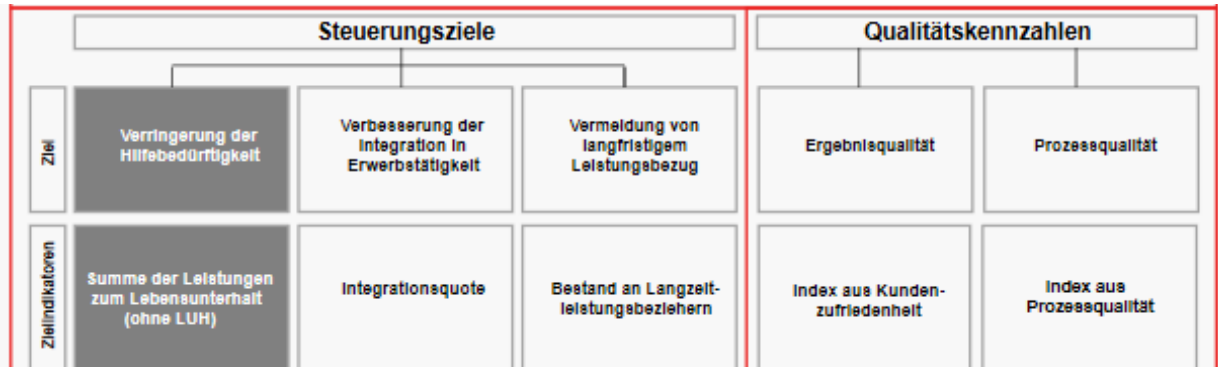 Steuerungsziele
Qualitätskennzahlen
Ziel
Verringerung der
Hilfebedürftigkeit
Verbesserung der
Integration in
Erwerbstätigkeit
Vermeidung von
langfristigem
Leistungsbezug
Ergebnisqualität
Prozessqualität
Zielindikatoren
Summe der Leistungen
zum Lebensunterhalt
(ohne LUH)
Integrationsquote
Bestand an Langzeit-
leistungsbeziehern
Index aus Kunden-
zufriedenheit
Index aus
Prozessqualität